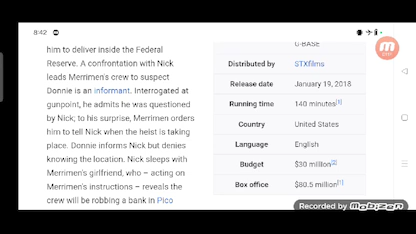 8:42
him to deliver inside the Federal
Reserve. A confrontation with Nick
leads Merrimen's crew to suspect
Donnie is an informant. Interrogated at
gunpoint, he admits he was questioned
by Nick; to his surprise, Merrimen orders
him to tell Nick when the heist is taking
place. Donnie informs Nick but denies
knowing the location. Nick sleeps with
Merrimen's girlfriend, who – acting on
Merrimen's instructions – reveals the
crew will be robbing a bank in Pico
U-BASE
Distributed by STXfilms
Release date January 19, 2018
Running time 140 minutes
Country United States
Language English
Budget $30 million[2]
Box office $80.5 million[1]
Recorded by mobizen